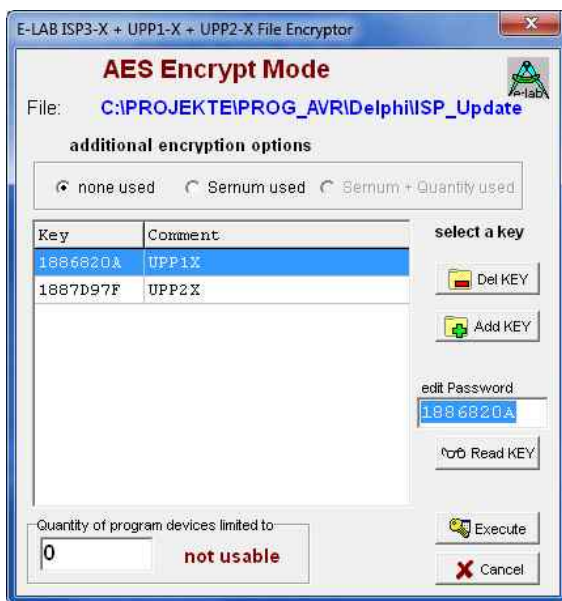 E-LAB ISP3-X + UPP1-X + UPP2-X File Encryptor
AES Encrypt Mode
e-lab
File: C:\PROJEKTE\PROG_AVR\Delphi\ISP_Update
additional encryption options
none used Sernum used Sernum + Quantity used
Key Comment
select a key
1886820A UPP1X
1887D97F UPP2X
Del KEY
Add KEY
edit Password
1886820A
Read KEY
Quantity of program devices limited to
0 not usable
Execute
Cancel